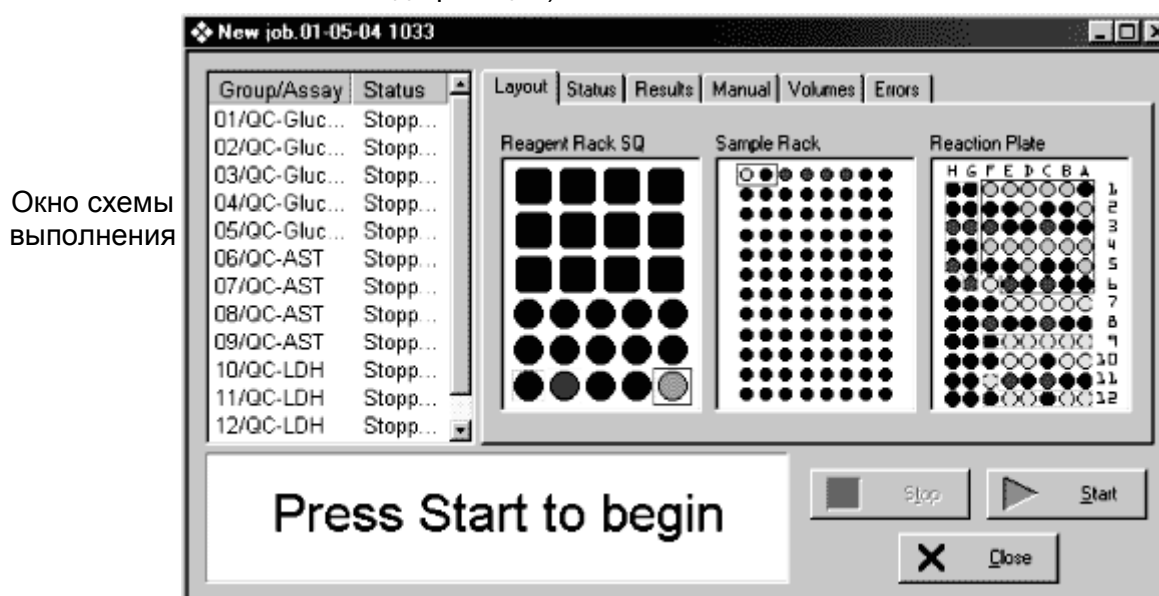 New job.01-05-04 1033
Окно схемы
выполнения
Group/Assay Status
01/QC-Gluc... Stopp...
02/QC-Gluc... Stopp...
03/QC-Gluc... Stopp...
04/QC-Gluc... Stopp...
05/QC-Gluc... Stopp...
06/QC-AST Stopp...
07/QC-AST Stopp...
08/QC-AST Stopp...
09/QC-AST Stopp...
10/QC-LDH Stopp...
11/QC-LDH Stopp...
12/QC-LDH Stopp...
Layout Status Results Manual Volumes Errors
Reagent Rack SQ Sample Rack Reaction Plate
H G F E D C B A
1
2
3
4
5
6
7
8
9
10
11
12
Press Start to begin
Stop Start
Close